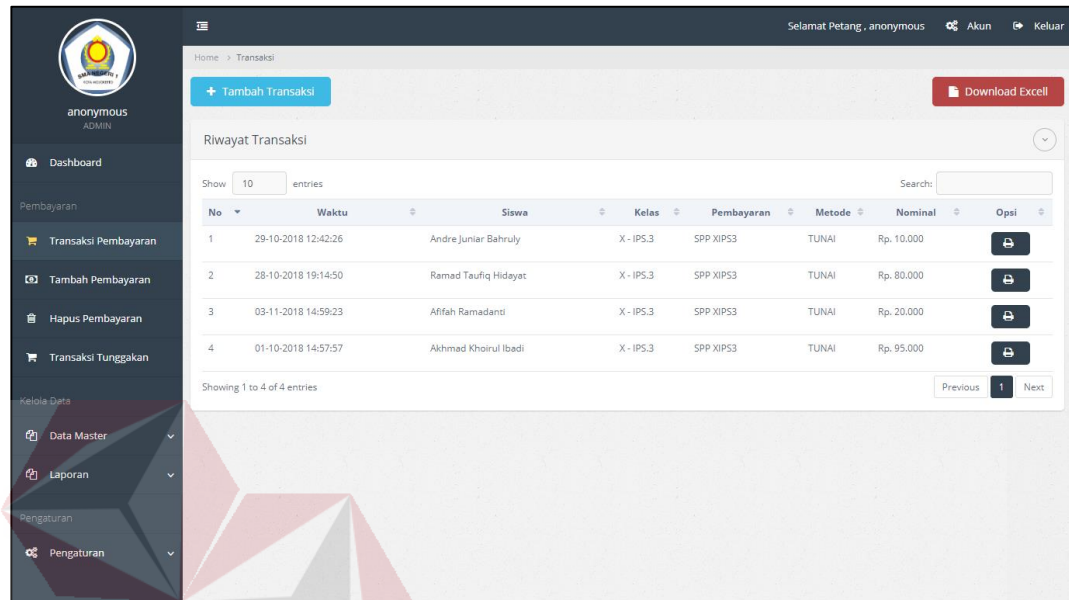 SMA NEGERI 1
anonymous
ADMIN
Dashboard
Pembayaran
Transaksi Pembayaran
Tambah Pembayaran
Hapus Pembayaran
Transaksi Tunggakan
Kelola Data
Data Master
Laporan
Pengaturan
Pengaturan
Selamat Petang , anonymous Akun Keluar
Home > Transaksi
+ Tambah Transaksi Download Excell
Riwayat Transaksi
Show 10 entries Search:
No Waktu Siswa Kelas Pembayaran Metode Nominal Opsi
1 29-10-2018 12:42:26 Andre Juniar Bahruly X - IPS.3 SPP XIPS3 TUNAI Rp. 10.000
2 28-10-2018 19:14:50 Ramad Taufiq Hidayat X - IPS.3 SPP XIPS3 TUNAI Rp. 80.000
3 03-11-2018 14:59:23 Afifah Ramadanti X - IPS.3 SPP XIPS3 TUNAI Rp. 20.000
4 01-10-2018 14:57:57 Akhmad Khoirul Ibadi X - IPS.3 SPP XIPS3 TUNAI Rp. 95.000
Showing 1 to 4 of 4 entries Previous 1 Next